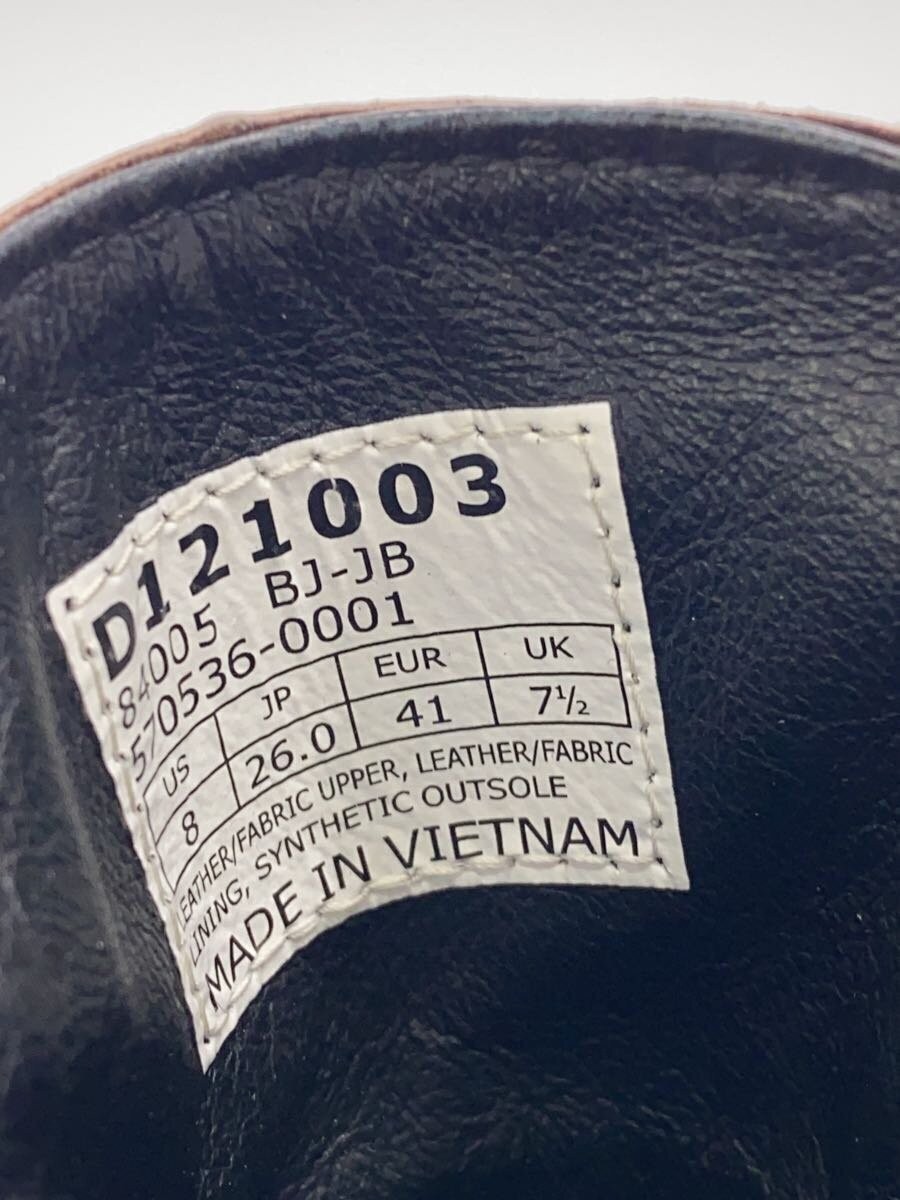 D121003
84005 BJ-JB
570536-0001
US JP EUR UK
8 26.0 41 7½
LEATHER/FABRIC UPPER, LEATHER/FABRIC
LINING, SYNTHETIC OUTSOLE
MADE IN VIETNAM